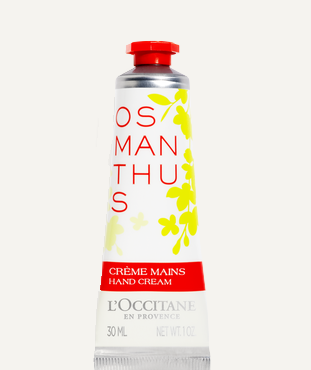 OS
MAN
THU
S
CRÈME MAINS
HAND CREAM
L'OCCITANE
EN PROVENCE
30 ML NET WT 1 OZ.